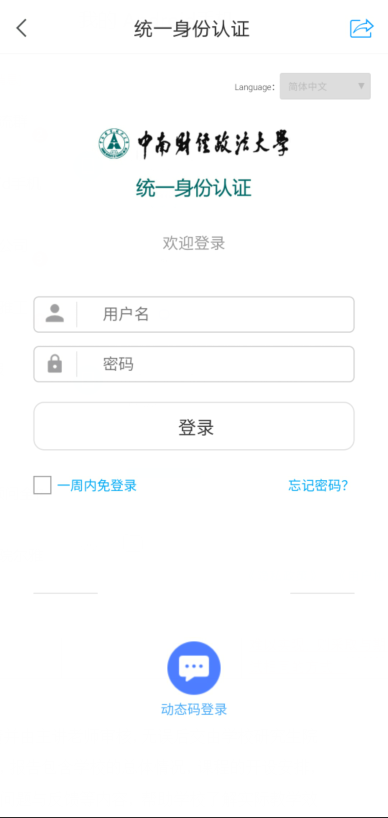 统一身份认证
Language: 简体中文 ▼
中南财经政法大学
统一身份认证
欢迎登录
用户名
密码
登录
一周内免登录 忘记密码?
动态码登录